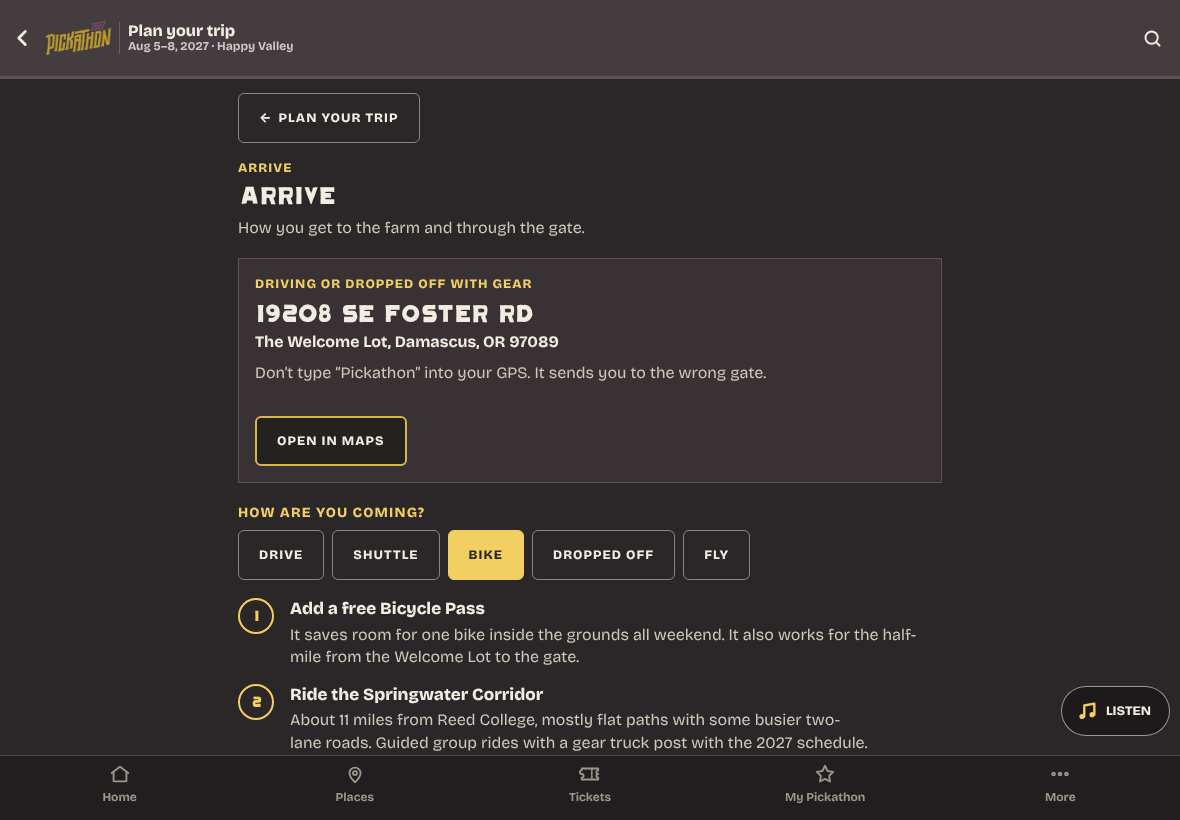 PICKATHON
Plan your trip
Aug 5–8, 2027 · Happy Valley
← PLAN YOUR TRIP
ARRIVE
ARRIVE
How you get to the farm and through the gate.
DRIVING OR DROPPED OFF WITH GEAR
19208 SE FOSTER RD
The Welcome Lot, Damascus, OR 97089
Don't type “Pickathon” into your GPS. It sends you to the wrong gate.
OPEN IN MAPS
HOW ARE YOU COMING?
DRIVE SHUTTLE BIKE DROPPED OFF FLY
1 Add a free Bicycle Pass
It saves room for one bike inside the grounds all weekend. It also works for the half-
mile from the Welcome Lot to the gate.
2 Ride the Springwater Corridor
About 11 miles from Reed College, mostly flat paths with some busier two-
lane roads. Guided group rides with a gear truck post with the 2027 schedule.
LISTEN
Home Places Tickets My Pickathon More